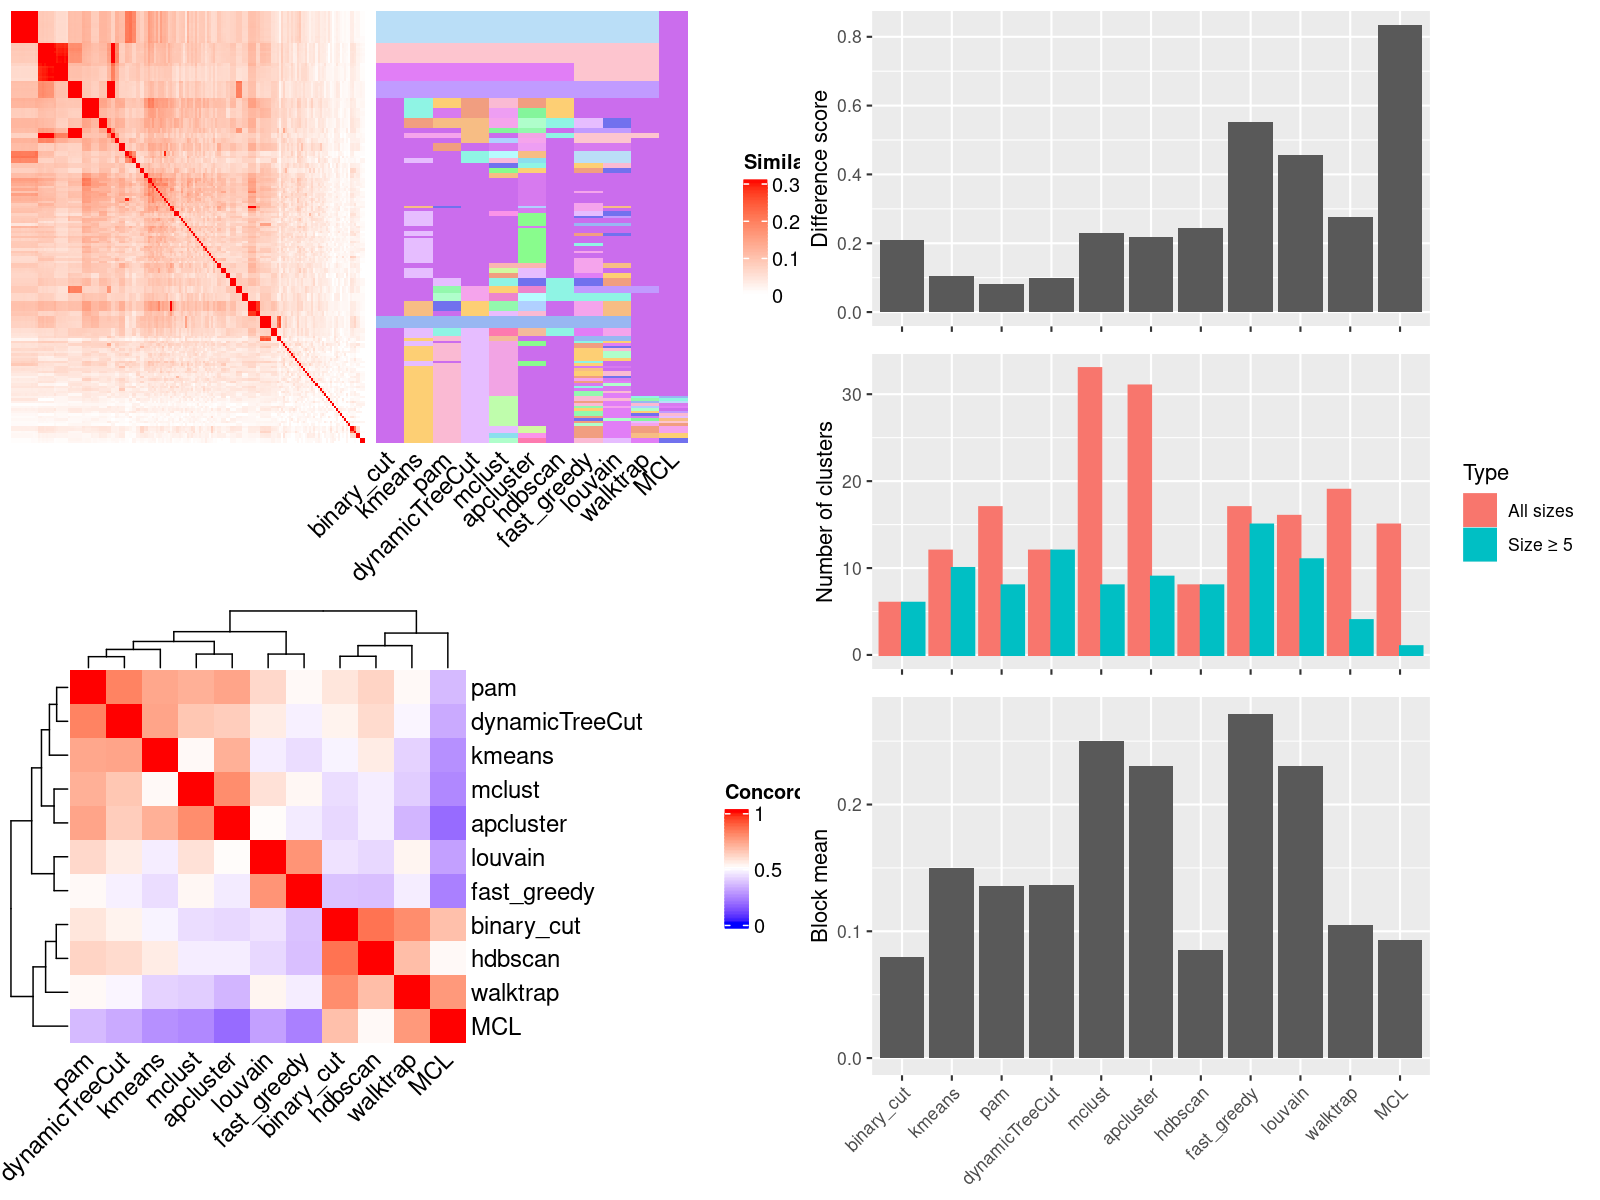 Simila
0.3
0.2
0.1
0
binary_cut
kmeans
pam
dynamicTreeCut
mclust
apcluster
hdbscan
fast_greedy
louvain
walktrap
MCL
pam
dynamicTreeCut
kmeans
mclust
apcluster
louvain
fast_greedy
binary_cut
hdbscan
walktrap
MCL
Concord
1
0.5
0
pam
dynamicTreeCut
kmeans
mclust
apcluster
louvain
fast_greedy
binary_cut
hdbscan
walktrap
MCL
Difference score
0.8
0.6
0.4
0.2
0.0
Number of clusters
30
20
10
0
Type
All sizes
Size ≥ 5
Block mean
0.2
0.1
0.0
binary_cut
kmeans
pam
dynamicTreeCut
mclust
apcluster
hdbscan
fast_greedy
louvain
walktrap
MCL